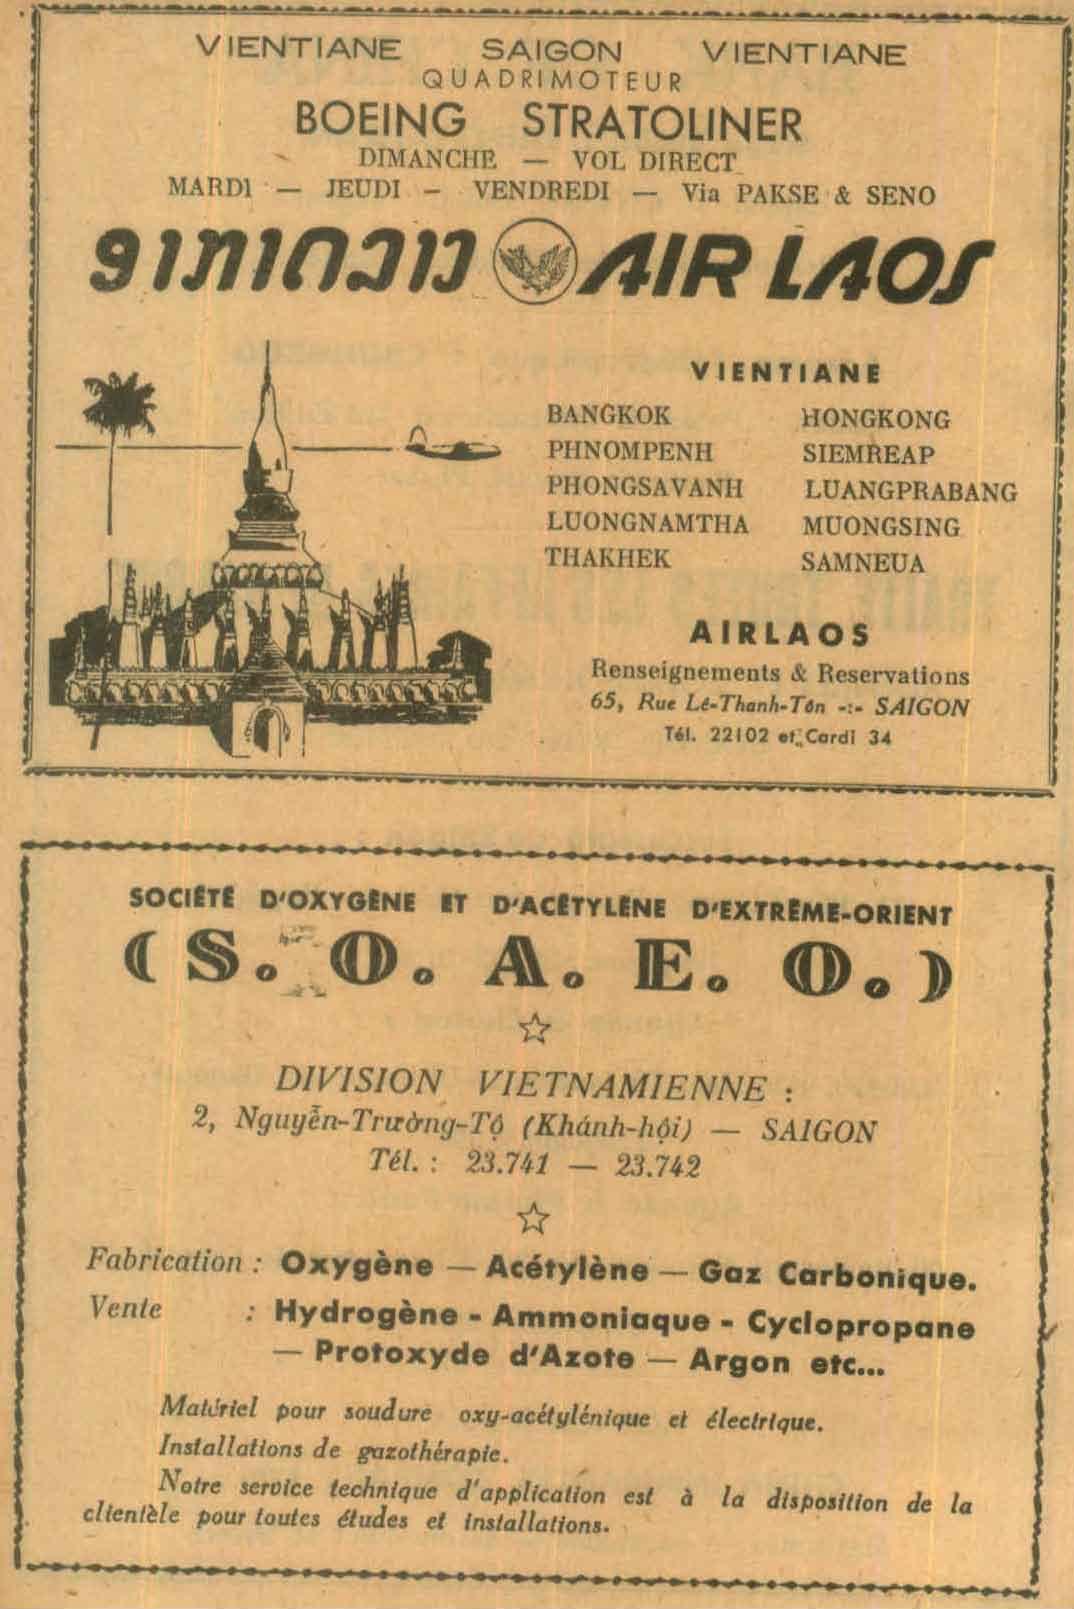 VIENTIANE SAIGON VIENTIANE
QUADRIMOTEUR
BOEING STRATOLINER
DIMANCHE — VOL DIRECT
MARDI — JEUDI - VENDREDI — Via PAKSE & SENO
AIR LAOS
VIENTIANE
BANGKOK HONGKONG
PHNOMPENH SIEMREAP
PHONGSAVANH LUANGPRABANG
LUONGNAMTHA MUONGSING
THAKHEK SAMNEUA
AIRLAOS
Renseignements & Reservations
65, Rue Lê-Thanh-Tôn -:- SAIGON
Tél. 22102 et Cardi 34
SOCIÉTÉ D'OXYGÈNE ET D'ACÉTYLÈNE D'EXTRÊME-ORIENT
(S. O. A. E. O.)
☆
DIVISION VIETNAMIENNE :
2, Nguyễn-Trường-Tộ (Khánh-hội) — SAIGON
Tél. : 23.741 — 23.742
☆
Fabrication : Oxygène — Acétylène — Gaz Carbonique.
Vente : Hydrogène - Ammoniaque - Cyclopropane
— Protoxyde d'Azote — Argon etc...
Matériel pour soudure oxy-acétylénique et électrique.
Installations de gazothérapie.
Notre service technique d'application est à la disposition de la
clientèle pour toutes études et installations.